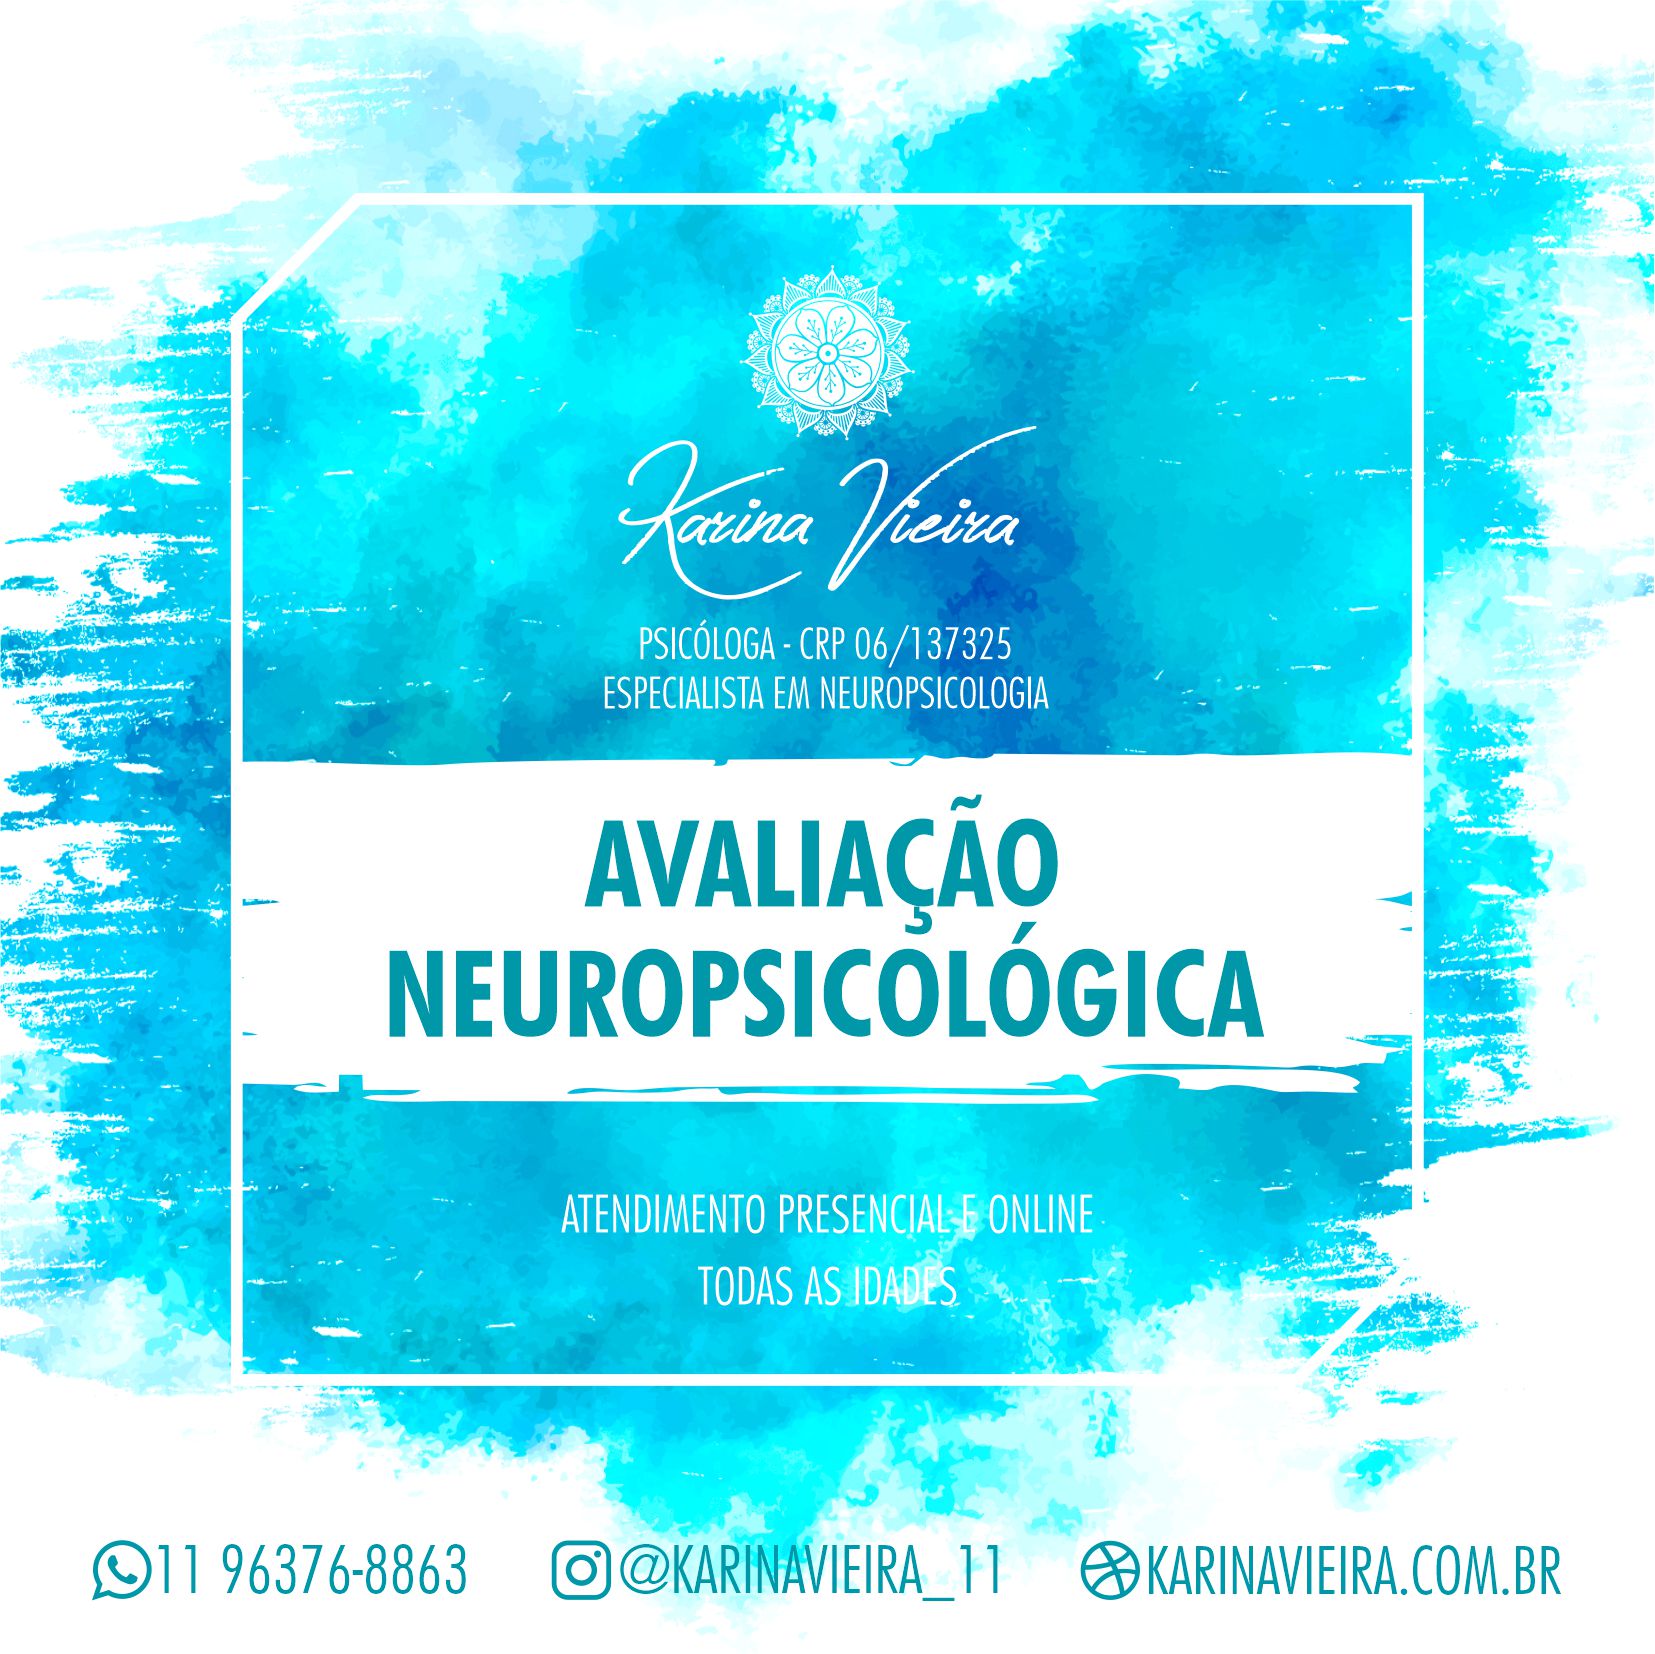 Karina Vieira
PSICÓLOGA - CRP 06/137325
ESPECIALISTA EM NEUROPSICOLOGIA
AVALIAÇÃO
NEUROPSICOLÓGICA
ATENDIMENTO PRESENCIAL E ONLINE
TODAS AS IDADES
11 96376-8863 @KARINAVIEIRA_11 KARINAVIEIRA.COM.BR